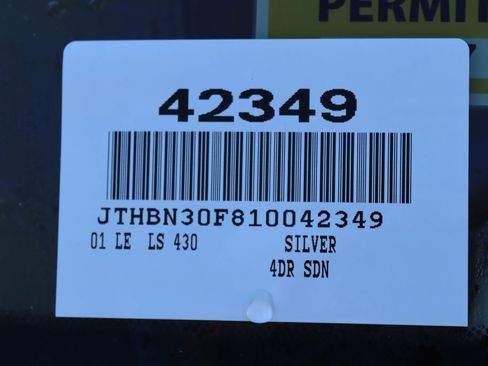 PERMIT
42349
JTHBN30F810042349
01 LE LS 430 SILVER
4DR SDN